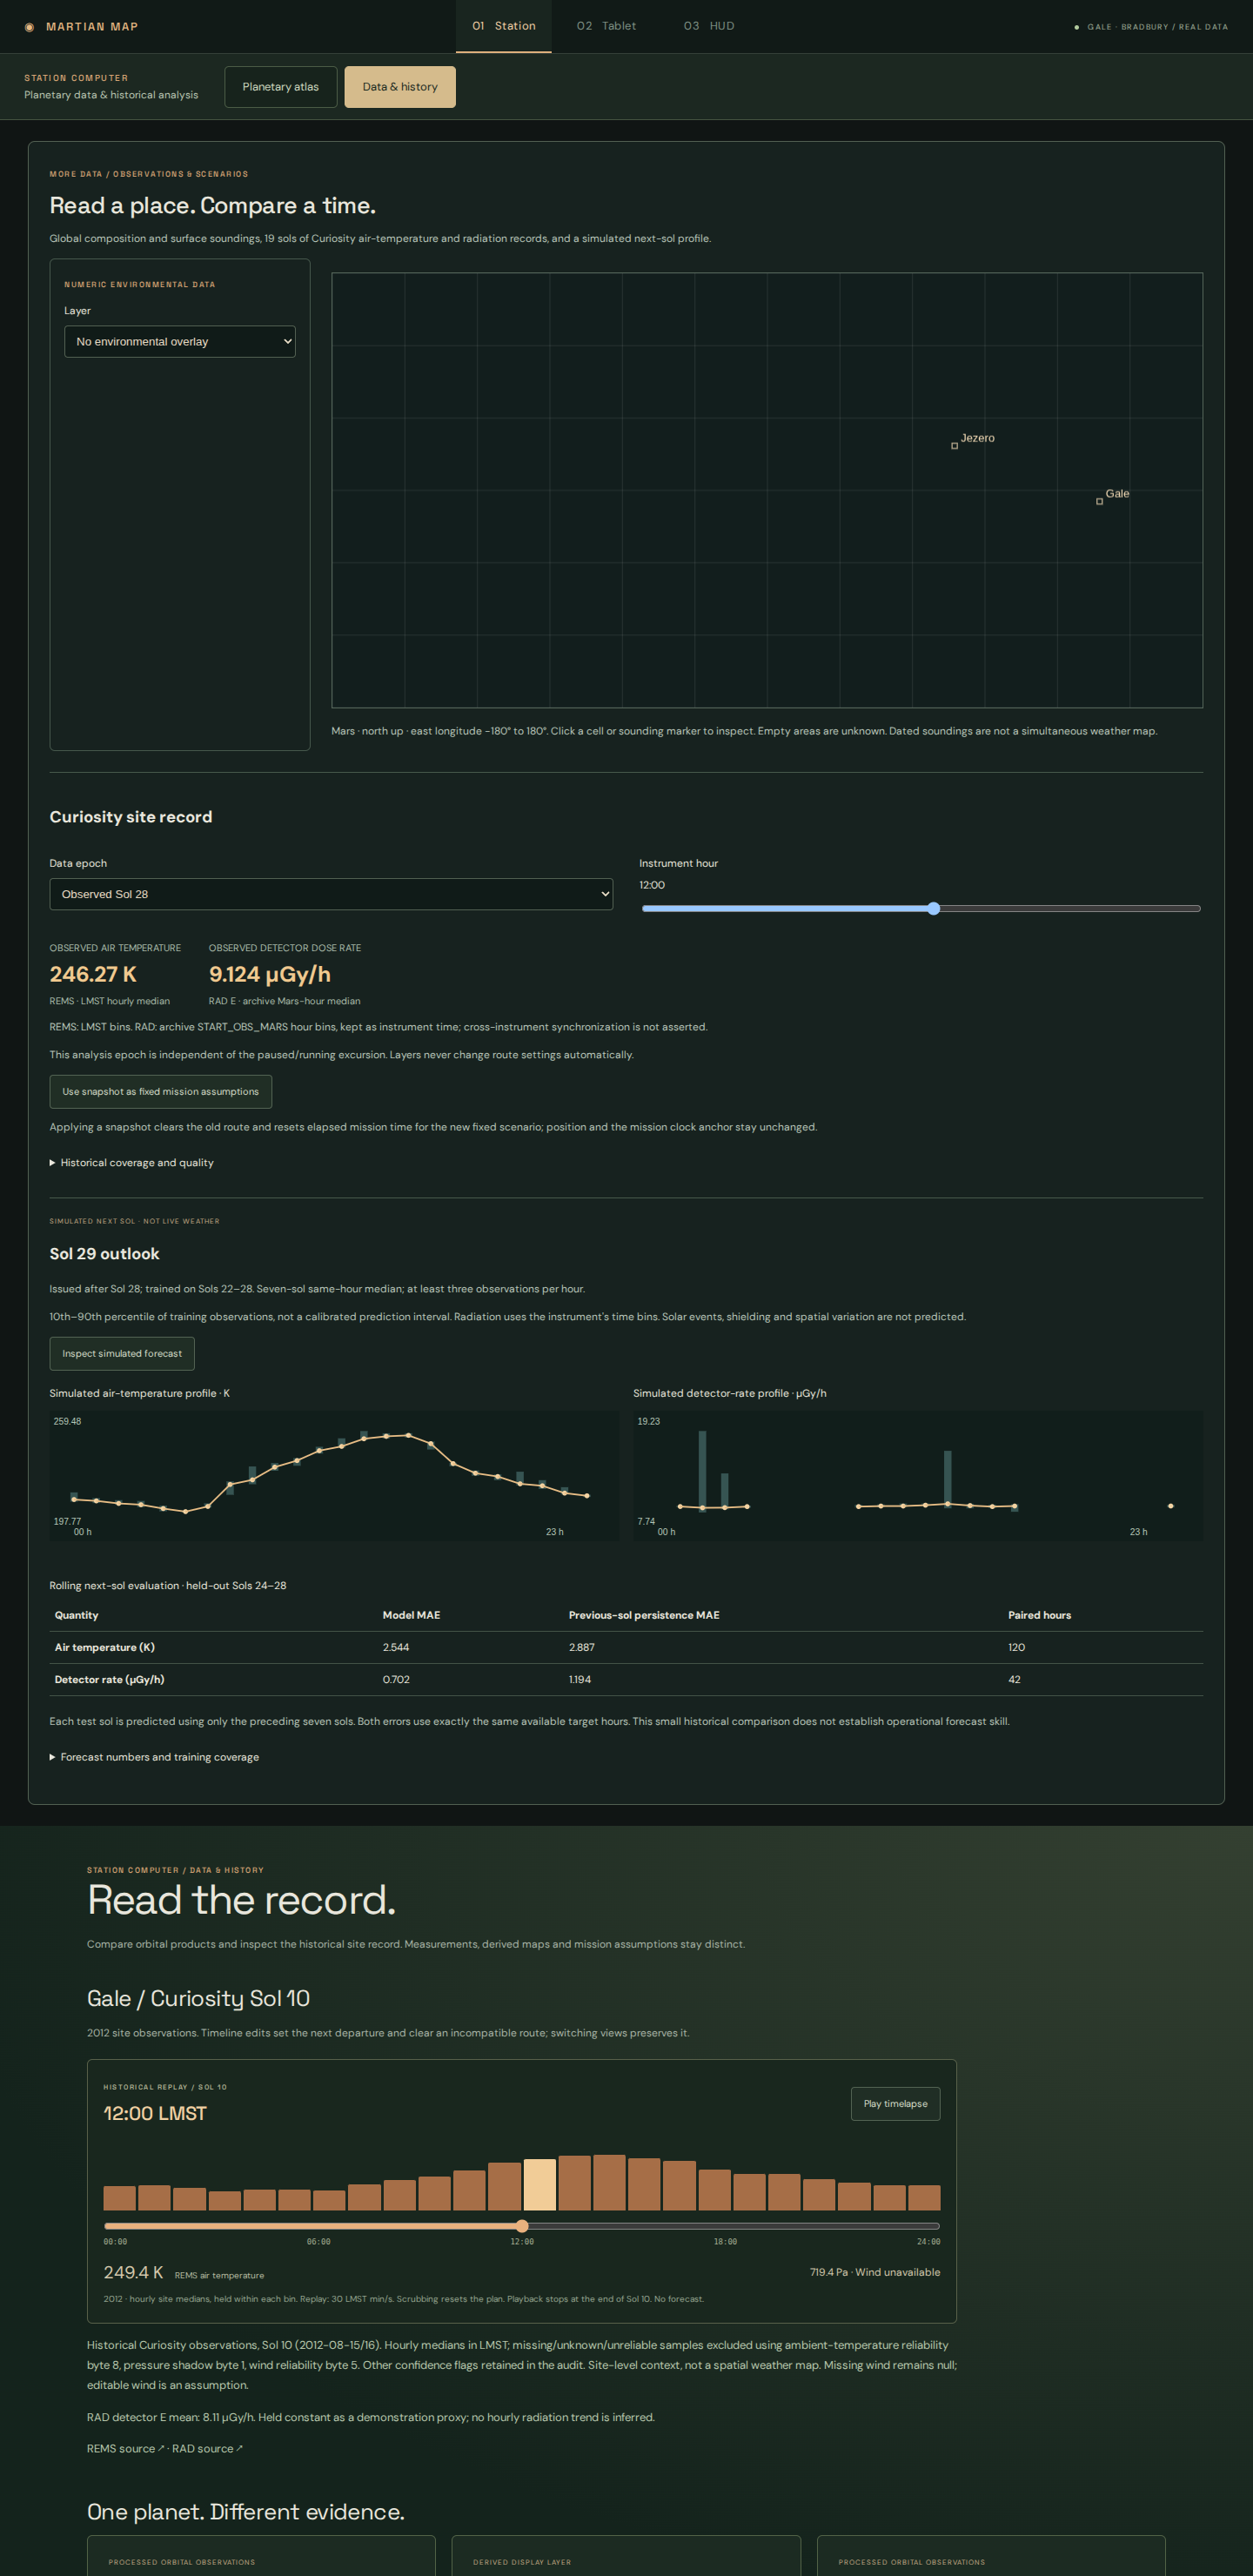 ◉ MARTIAN MAP
01 Station
02 Tablet
03 HUD
● GALE · BRADBURY / REAL DATA
STATION COMPUTER
Planetary data & historical analysis
Planetary atlas
Data & history
MORE DATA / OBSERVATIONS & SCENARIOS
Read a place. Compare a time.
Global composition and surface soundings, 19 sols of Curiosity air-temperature and radiation records, and a simulated next-sol profile.
NUMERIC ENVIRONMENTAL DATA
Layer
No environmental overlay
Jezero
Gale
Mars · north up · east longitude −180° to 180°. Click a cell or sounding marker to inspect. Empty areas are unknown. Dated soundings are not a simultaneous weather map.
Curiosity site record
Data epoch
Observed Sol 28
Instrument hour
12:00
OBSERVED AIR TEMPERATURE
246.27 K
REMS · LMST hourly median
OBSERVED DETECTOR DOSE RATE
9.124 µGy/h
RAD E · archive Mars-hour median
REMS: LMST bins. RAD: archive START_OBS_MARS hour bins, kept as instrument time; cross-instrument synchronization is not asserted.
This analysis epoch is independent of the paused/running excursion. Layers never change route settings automatically.
Use snapshot as fixed mission assumptions
Applying a snapshot clears the old route and resets elapsed mission time for the new fixed scenario; position and the mission clock anchor stay unchanged.
▶ Historical coverage and quality
SIMULATED NEXT SOL · NOT LIVE WEATHER
Sol 29 outlook
Issued after Sol 28; trained on Sols 22–28. Seven-sol same-hour median; at least three observations per hour.
10th–90th percentile of training observations, not a calibrated prediction interval. Radiation uses the instrument's time bins. Solar events, shielding and spatial variation are not predicted.
Inspect simulated forecast
Simulated air-temperature profile · K
259.48
197.77
00 h
23 h
Simulated detector-rate profile · µGy/h
19.23
7.74
00 h
23 h
Rolling next-sol evaluation · held-out Sols 24–28
Quantity Model MAE Previous-sol persistence MAE Paired hours
Air temperature (K) 2.544 2.887 120
Detector rate (µGy/h) 0.702 1.194 42
Each test sol is predicted using only the preceding seven sols. Both errors use exactly the same available target hours. This small historical comparison does not establish operational forecast skill.
▶ Forecast numbers and training coverage
STATION COMPUTER / DATA & HISTORY
Read the record.
Compare orbital products and inspect the historical site record. Measurements, derived maps and mission assumptions stay distinct.
Gale / Curiosity Sol 10
2012 site observations. Timeline edits set the next departure and clear an incompatible route; switching views preserves it.
HISTORICAL REPLAY / SOL 10
12:00 LMST
Play timelapse
00:00 06:00 12:00 18:00 24:00
249.4 K REMS air temperature
719.4 Pa · Wind unavailable
2012 · hourly site medians, held within each bin. Replay: 30 LMST min/s. Scrubbing resets the plan. Playback stops at the end of Sol 10. No forecast.
Historical Curiosity observations, Sol 10 (2012-08-15/16). Hourly medians in LMST; missing/unknown/unreliable samples excluded using ambient-temperature reliability
byte 8, pressure shadow byte 1, wind reliability byte 5. Other confidence flags retained in the audit. Site-level context, not a spatial weather map. Missing wind remains null;
editable wind is an assumption.
RAD detector E mean: 8.11 µGy/h. Held constant as a demonstration proxy; no hourly radiation trend is inferred.
REMS source ↗ · RAD source ↗
One planet. Different evidence.
PROCESSED ORBITAL OBSERVATIONS
DERIVED DISPLAY LAYER
PROCESSED ORBITAL OBSERVATIONS